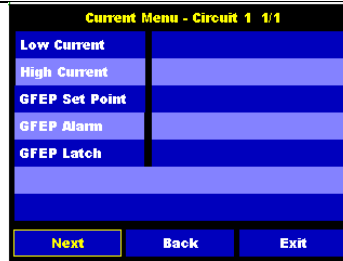 Current Menu - Circuit 1 1/1
Low Current
High Current
GFEP Set Point
GFEP Alarm
GFEP Latch
Next Back Exit